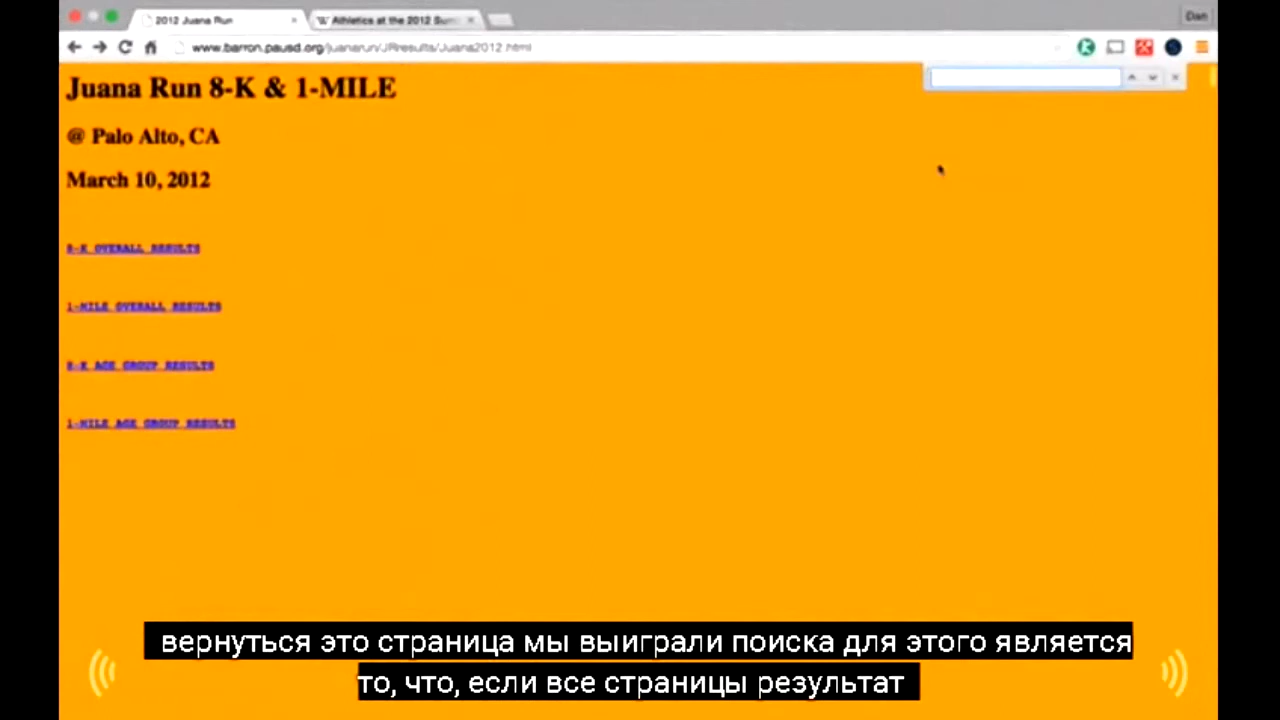 2012 Juana Run
Athletics at the 2012 Sum
Dan
www.barron.pausd.org/juanarun/JRresults/Juana2012.html
Juana Run 8-K & 1-MILE
@ Palo Alto, CA
March 10, 2012
8-K OVERALL RESULTS
1-MILE OVERALL RESULTS
8-K AGE GROUP RESULTS
1-MILE AGE GROUP RESULTS
вернуться это страница мы выиграли поиска для этого является
то, что, если все страницы результат